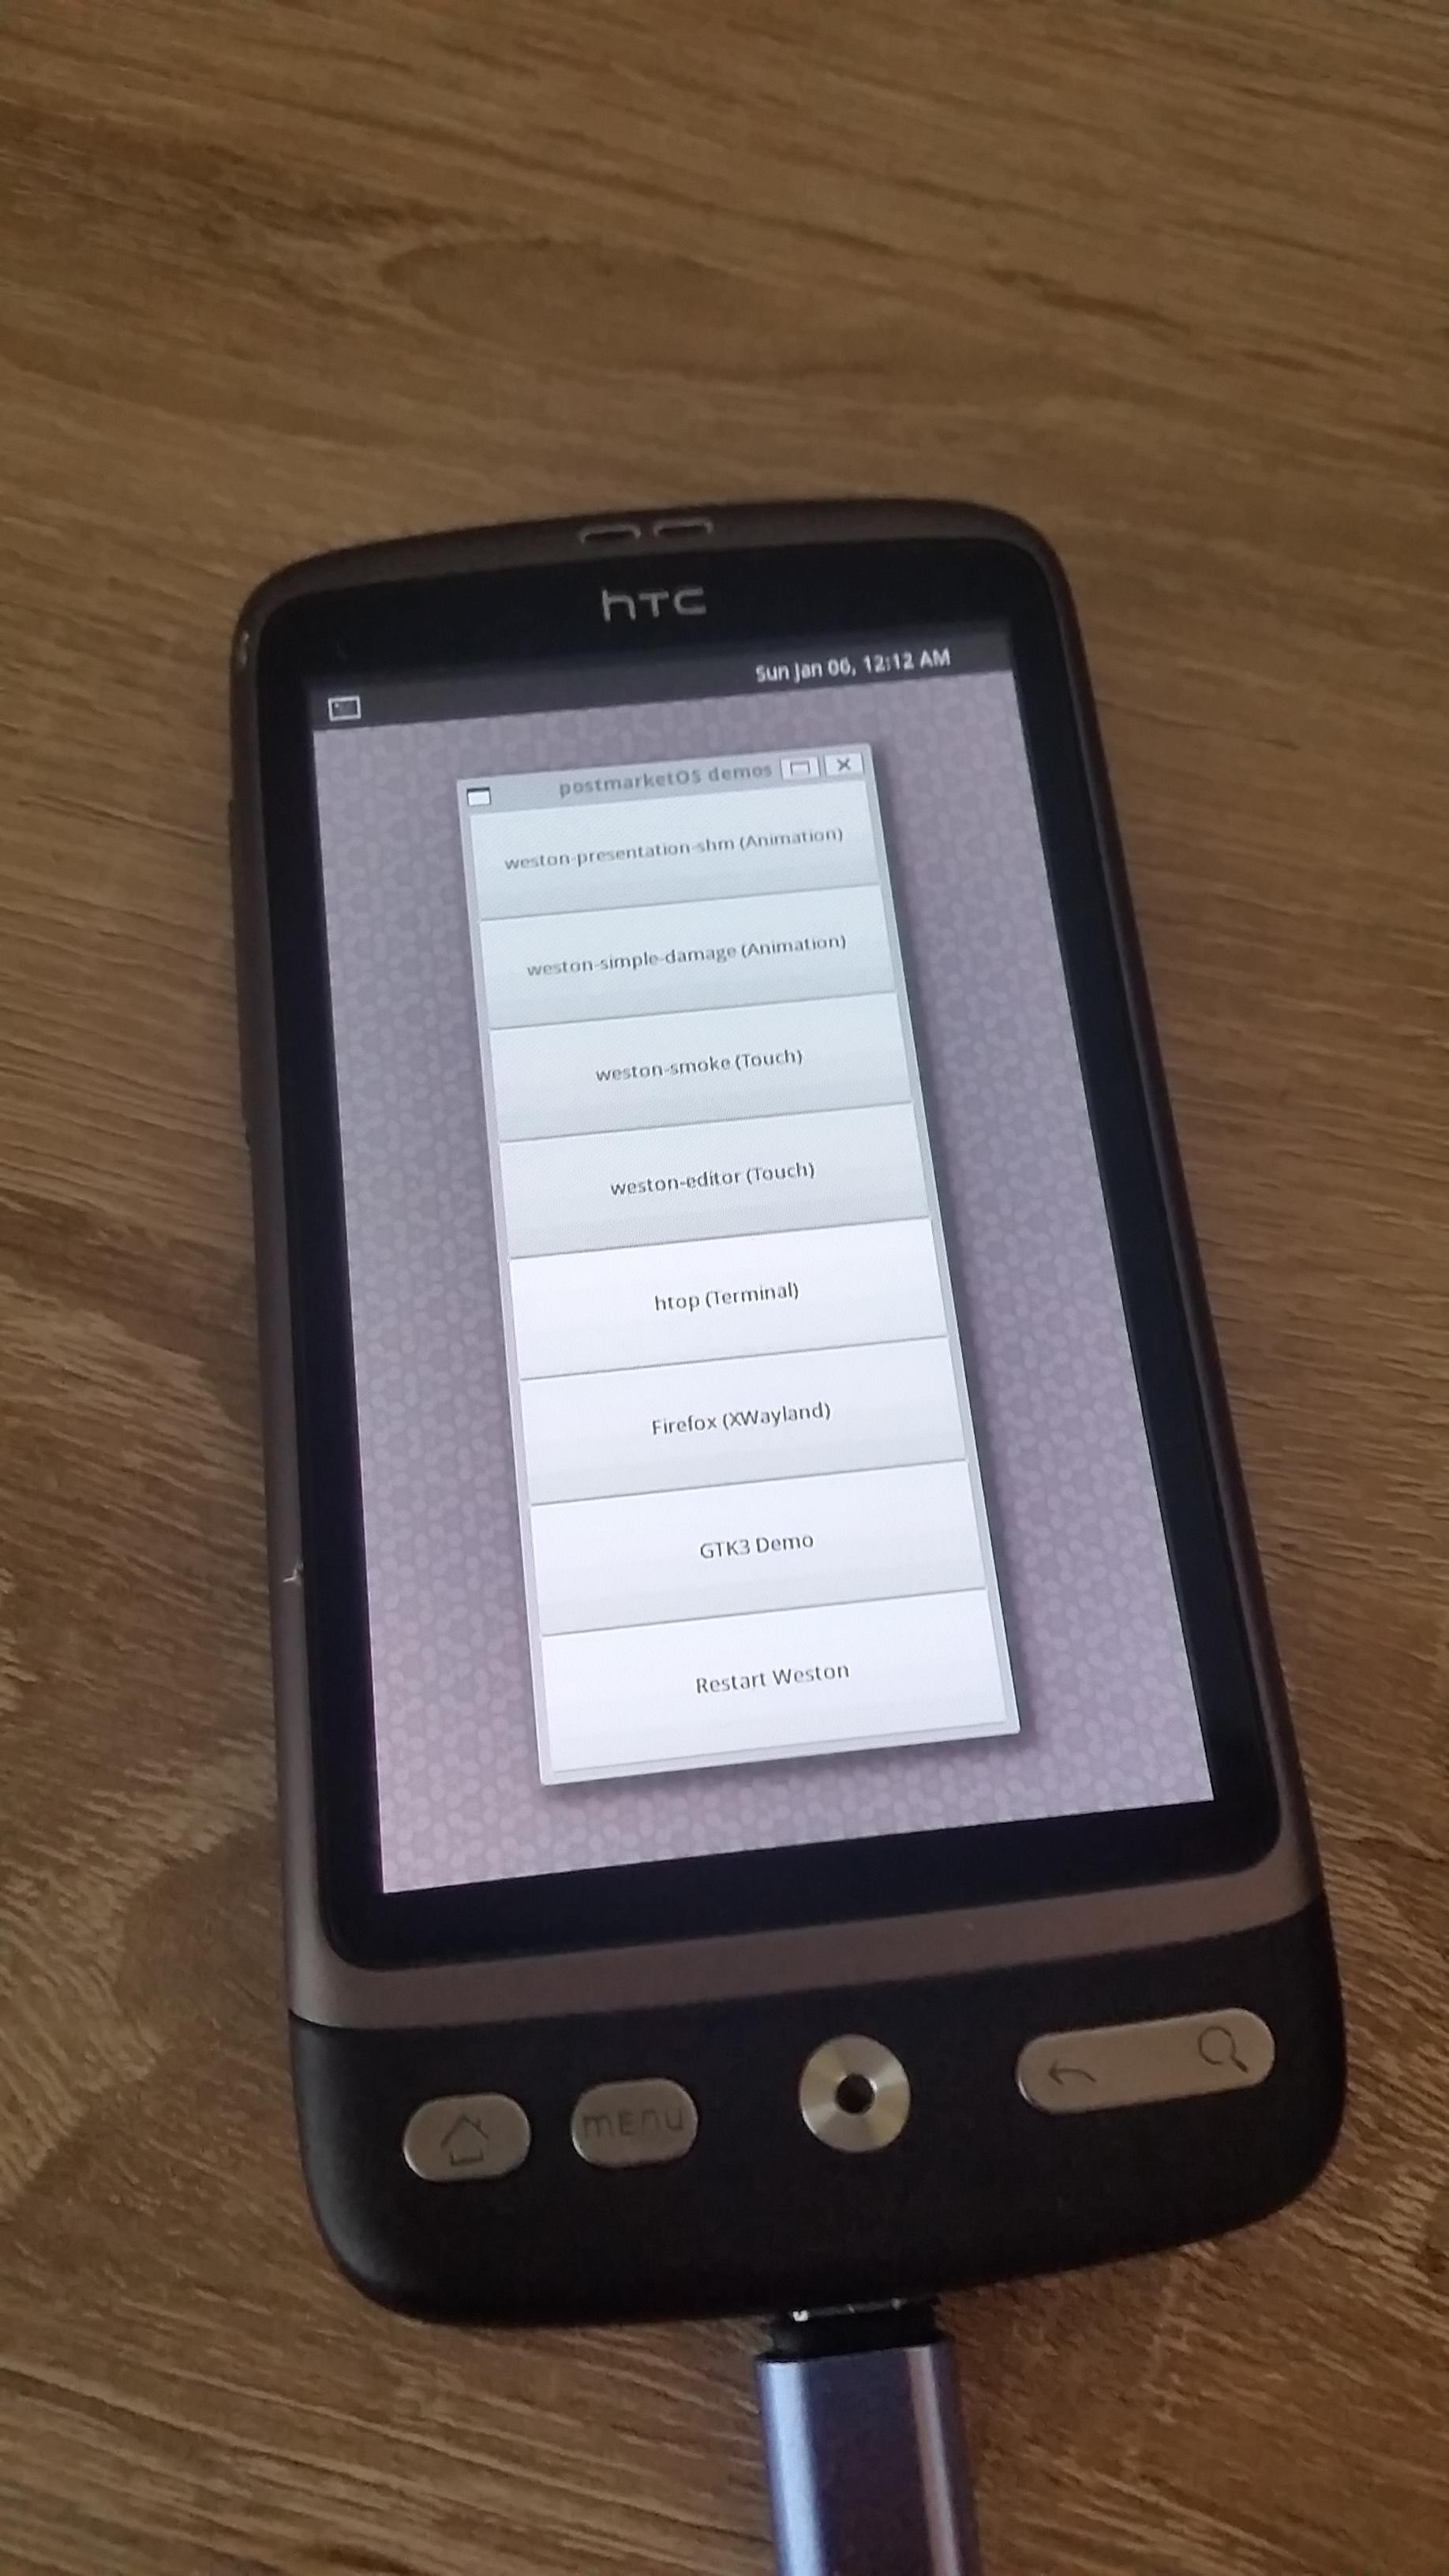 hTC
Sun Jan 06, 12:12 AM
postmarketOS demos
weston-presentation-shm (Animation)
weston-simple-damage (Animation)
weston-smoke (Touch)
weston-editor (Touch)
htop (Terminal)
Firefox (XWayland)
GTK3 Demo
Restart Weston
mEnU